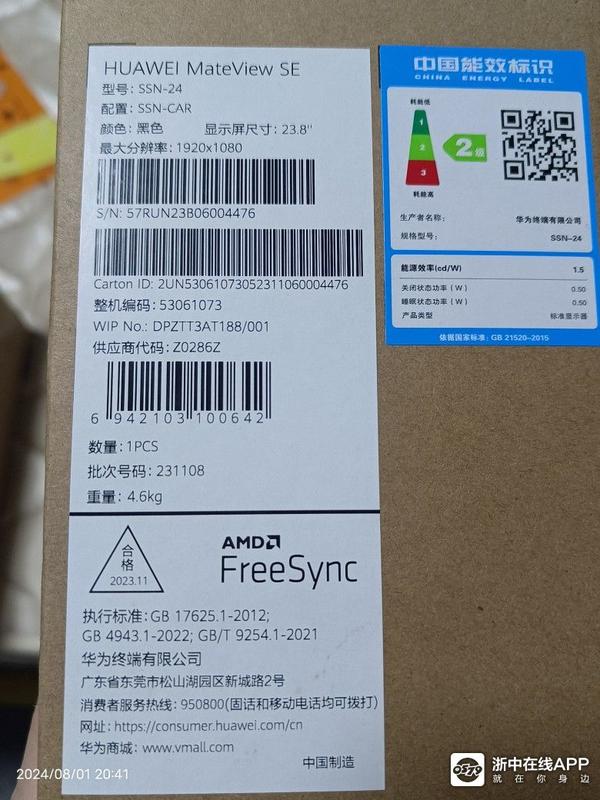 HUAWEI MateView SE
型号: SSN-24
配置: SSN-CAR
颜色: 黑色 显示屏尺寸: 23.8''
最大分辨率: 1920x1080
S/N: 57RUN23B06004476
Carton ID: 2UN53061073052311060004476
整机编码: 53061073
WIP No.: DPZTT3AT188/001
供应商代码: Z0286Z
6 942103 100642
数量: 1PCS
批次号码: 231108
重量: 4.6kg
合格
2023.11
AMD
FreeSync
执行标准: GB 17625.1-2012;
GB 4943.1-2022; GB/T 9254.1-2021
华为终端有限公司
广东省东莞市松山湖园区新城路2号
消费者服务热线: 950800(固话和移动电话均可拨打)
网址: https://consumer.huawei.com/cn
华为商城: www.vmall.com
中国制造
中国能效标识
CHINA ENERGY LABEL
耗能低
1
2
3
2级
耗能高
生产者名称: 华为终端有限公司
规格型号: SSN-24
能源效率(cd/W) 1.5
关闭状态功率(W) 0.50
睡眠状态功率(W) 0.50
产品类型 标准显示器
依据国家标准: GB 21520-2015
2024/08/01 20:41
浙中在线APP
就在你身边